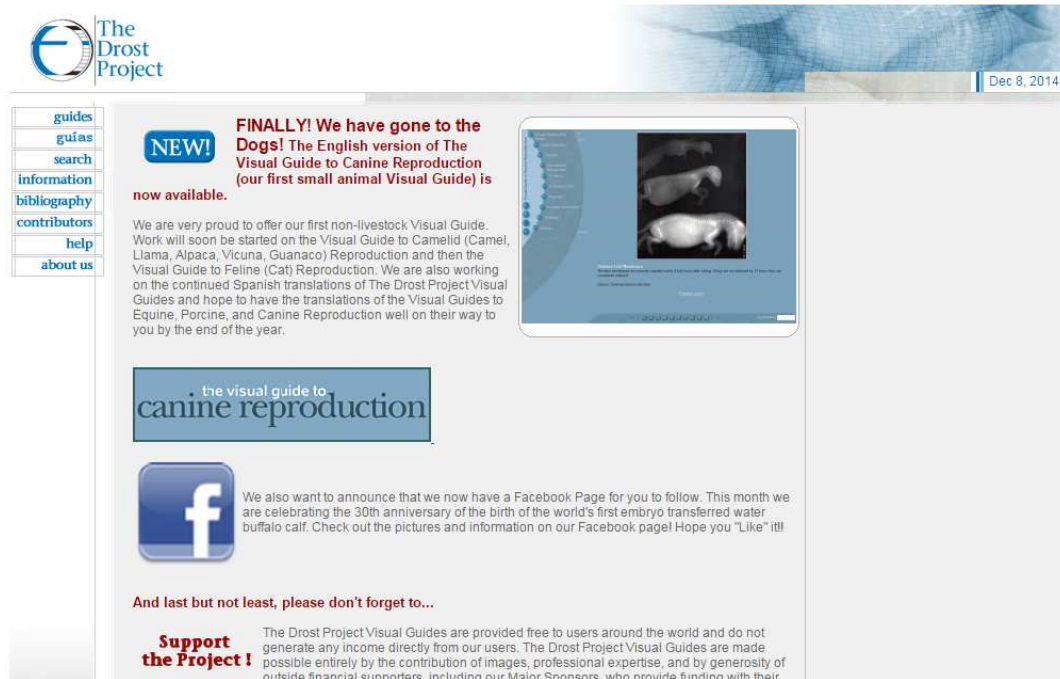 The
Drost
Project
Dec 8, 2014
guides
guías
search
information
bibliography
contributors
help
about us
NEW!
FINALLY! We have gone to the
Dogs! The English version of The
Visual Guide to Canine Reproduction
(our first small animal Visual Guide) is
now available.
We are very proud to offer our first non-livestock Visual Guide.
Work will soon be started on the Visual Guide to Camelid (Camel,
Llama, Alpaca, Vicuna, Guanaco) Reproduction and then the
Visual Guide to Feline (Cat) Reproduction. We are also working
on the continued Spanish translations of The Drost Project Visual
Guides and hope to have the translations of the Visual Guides to
Equine, Porcine, and Canine Reproduction well on their way to
you by the end of the year.
the visual guide to
canine reproduction
f
We also want to announce that we now have a Facebook Page for you to follow. This month we
are celebrating the 30th anniversary of the birth of the world's first embryo transferred water
buffalo calf. Check out the pictures and information on our Facebook page! Hope you "Like" it!!
And last but not least, please don't forget to...
Support
the Project !
The Drost Project Visual Guides are provided free to users around the world and do not
generate any income directly from our users. The Drost Project Visual Guides are made
possible entirely by the contribution of images, professional expertise, and by generosity of
outside financial supporters, including our Major Sponsors, who provide funding with their